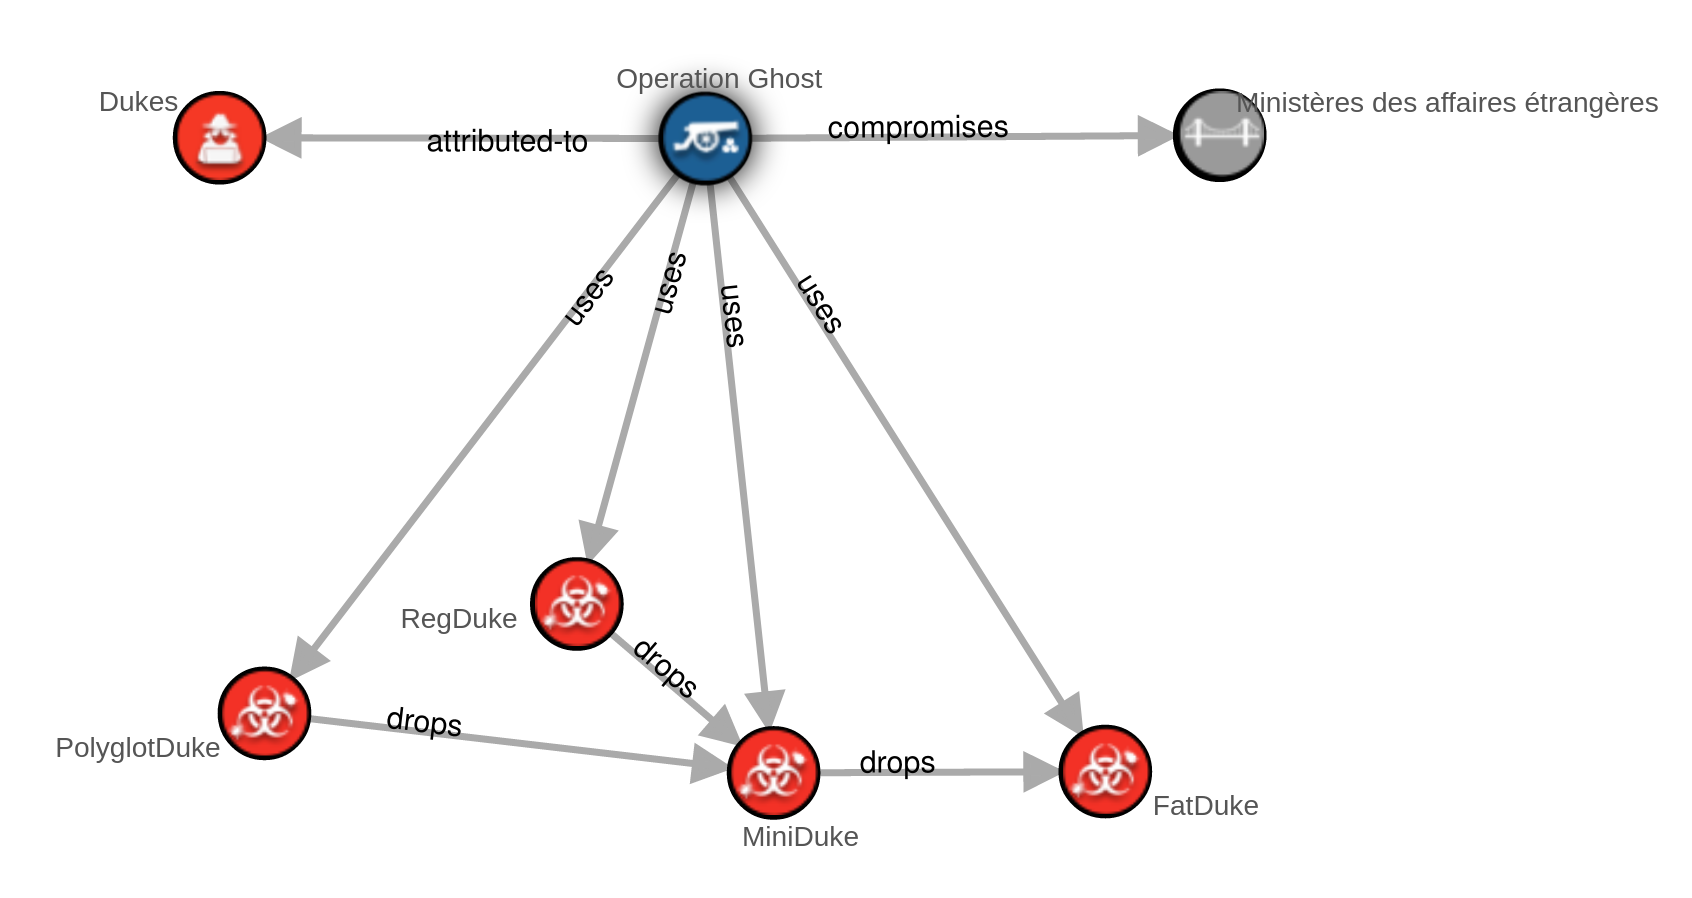 Operation Ghost
Dukes
Ministères des affaires étrangères
attributed-to
compromises
uses
uses
uses
uses
RegDuke
drops
PolyglotDuke
drops
drops
MiniDuke
FatDuke